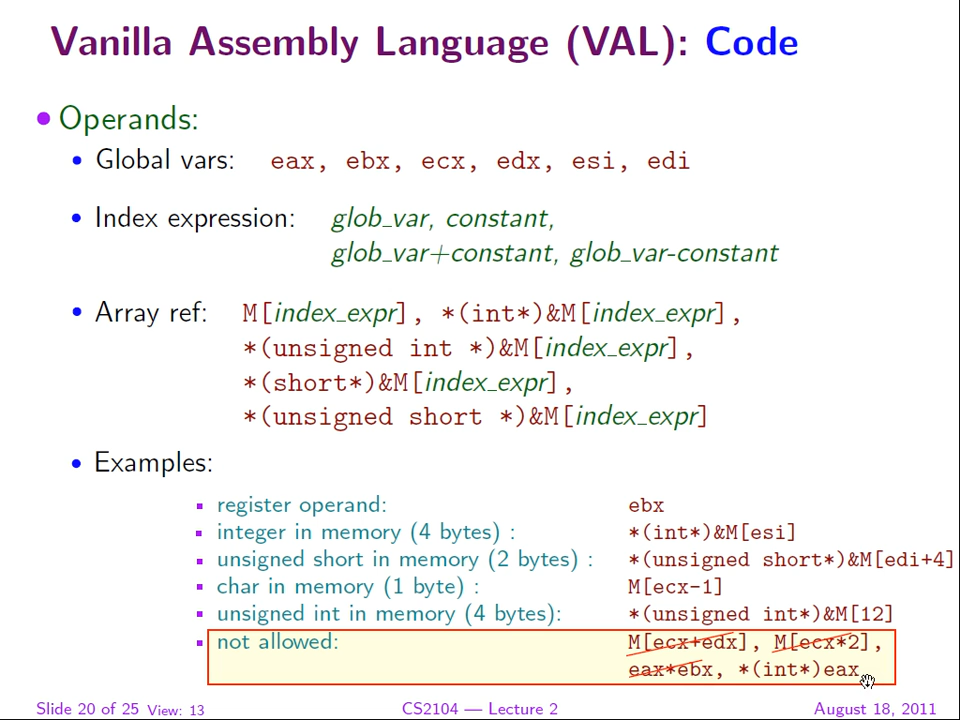 Vanilla Assembly Language (VAL): Code
Operands:
Global vars: eax, ebx, ecx, edx, esi, edi
Index expression: glob_var, constant,
glob_var+constant, glob_var-constant
Array ref: M[index_expr], *(int*)&M[index_expr],
*(unsigned int *)&M[index_expr],
*(short*)&M[index_expr],
*(unsigned short *)&M[index_expr]
Examples:
register operand: ebx
integer in memory (4 bytes) : *(int*)&M[esi]
unsigned short in memory (2 bytes) : *(unsigned short*)&M[edi+4]
char in memory (1 byte) : M[ecx-1]
unsigned int in memory (4 bytes): *(unsigned int*)&M[12]
not allowed: M[ecx+edx], M[ecx*2],
eax*ebx, *(int*)eax
Slide 20 of 25 View: 13 CS2104 — Lecture 2 August 18, 2011